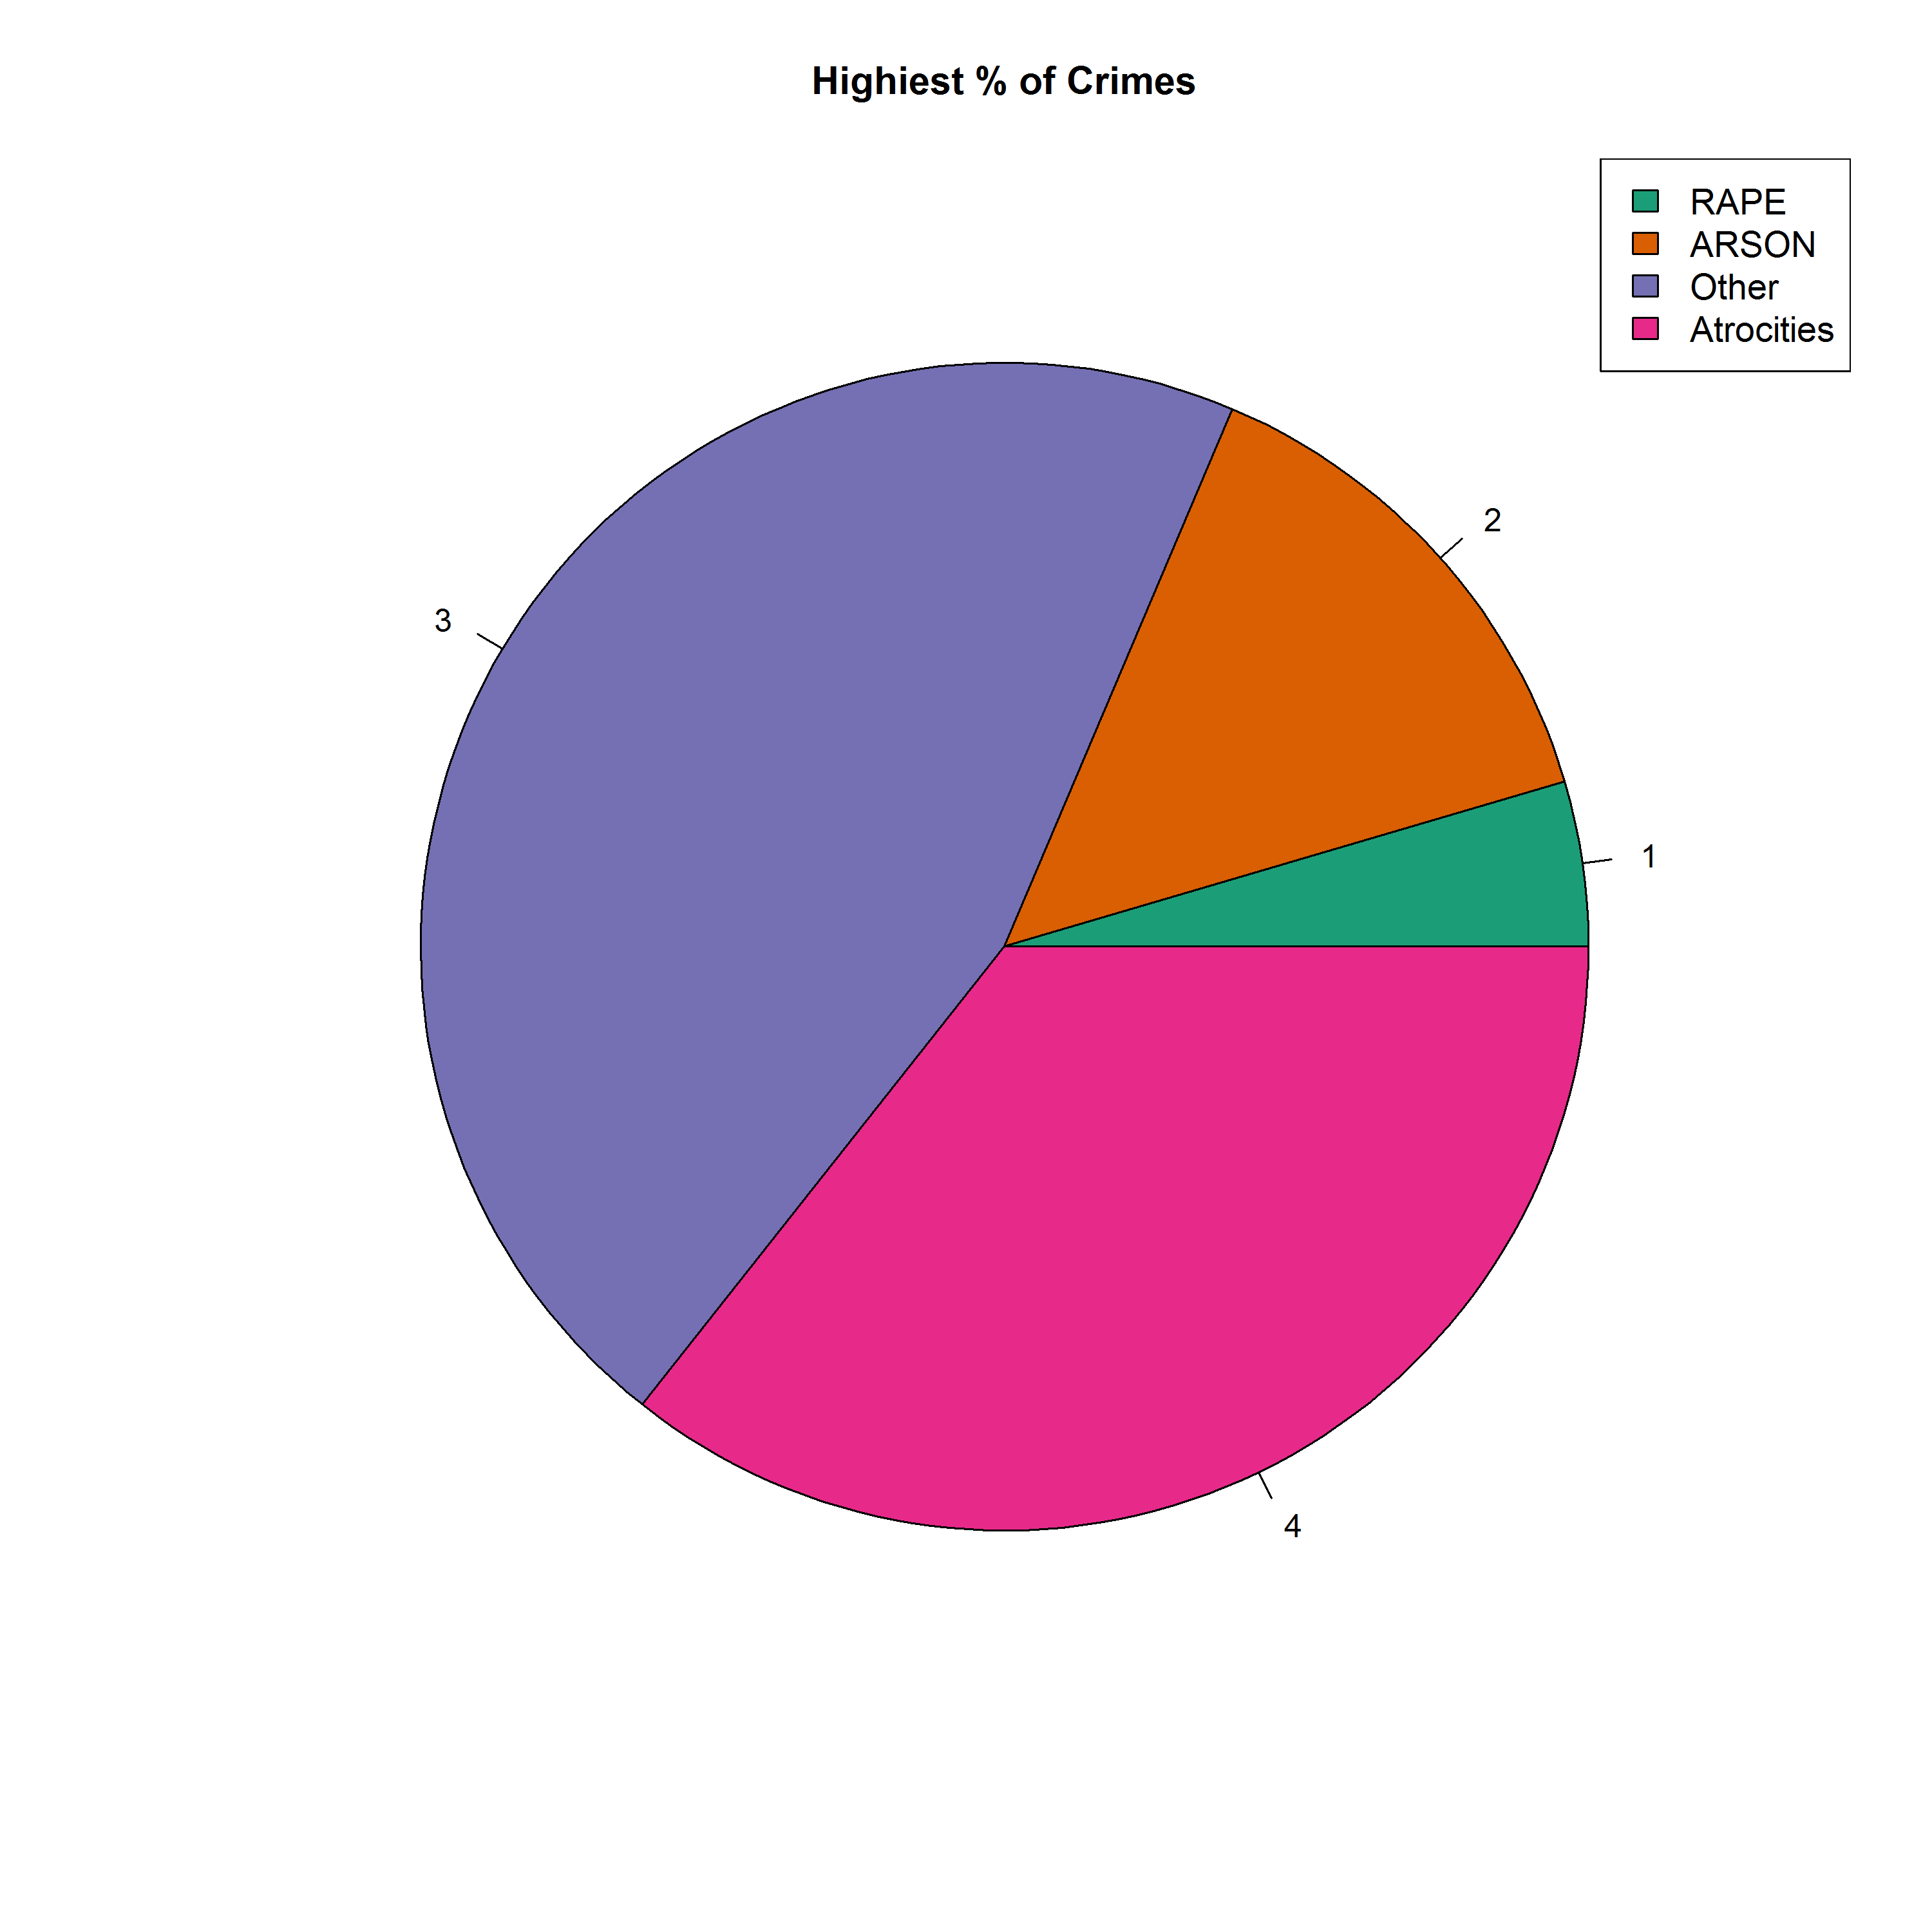 Highiest % of Crimes
RAPE
ARSON
Other
Atrocities
2
3
1
4